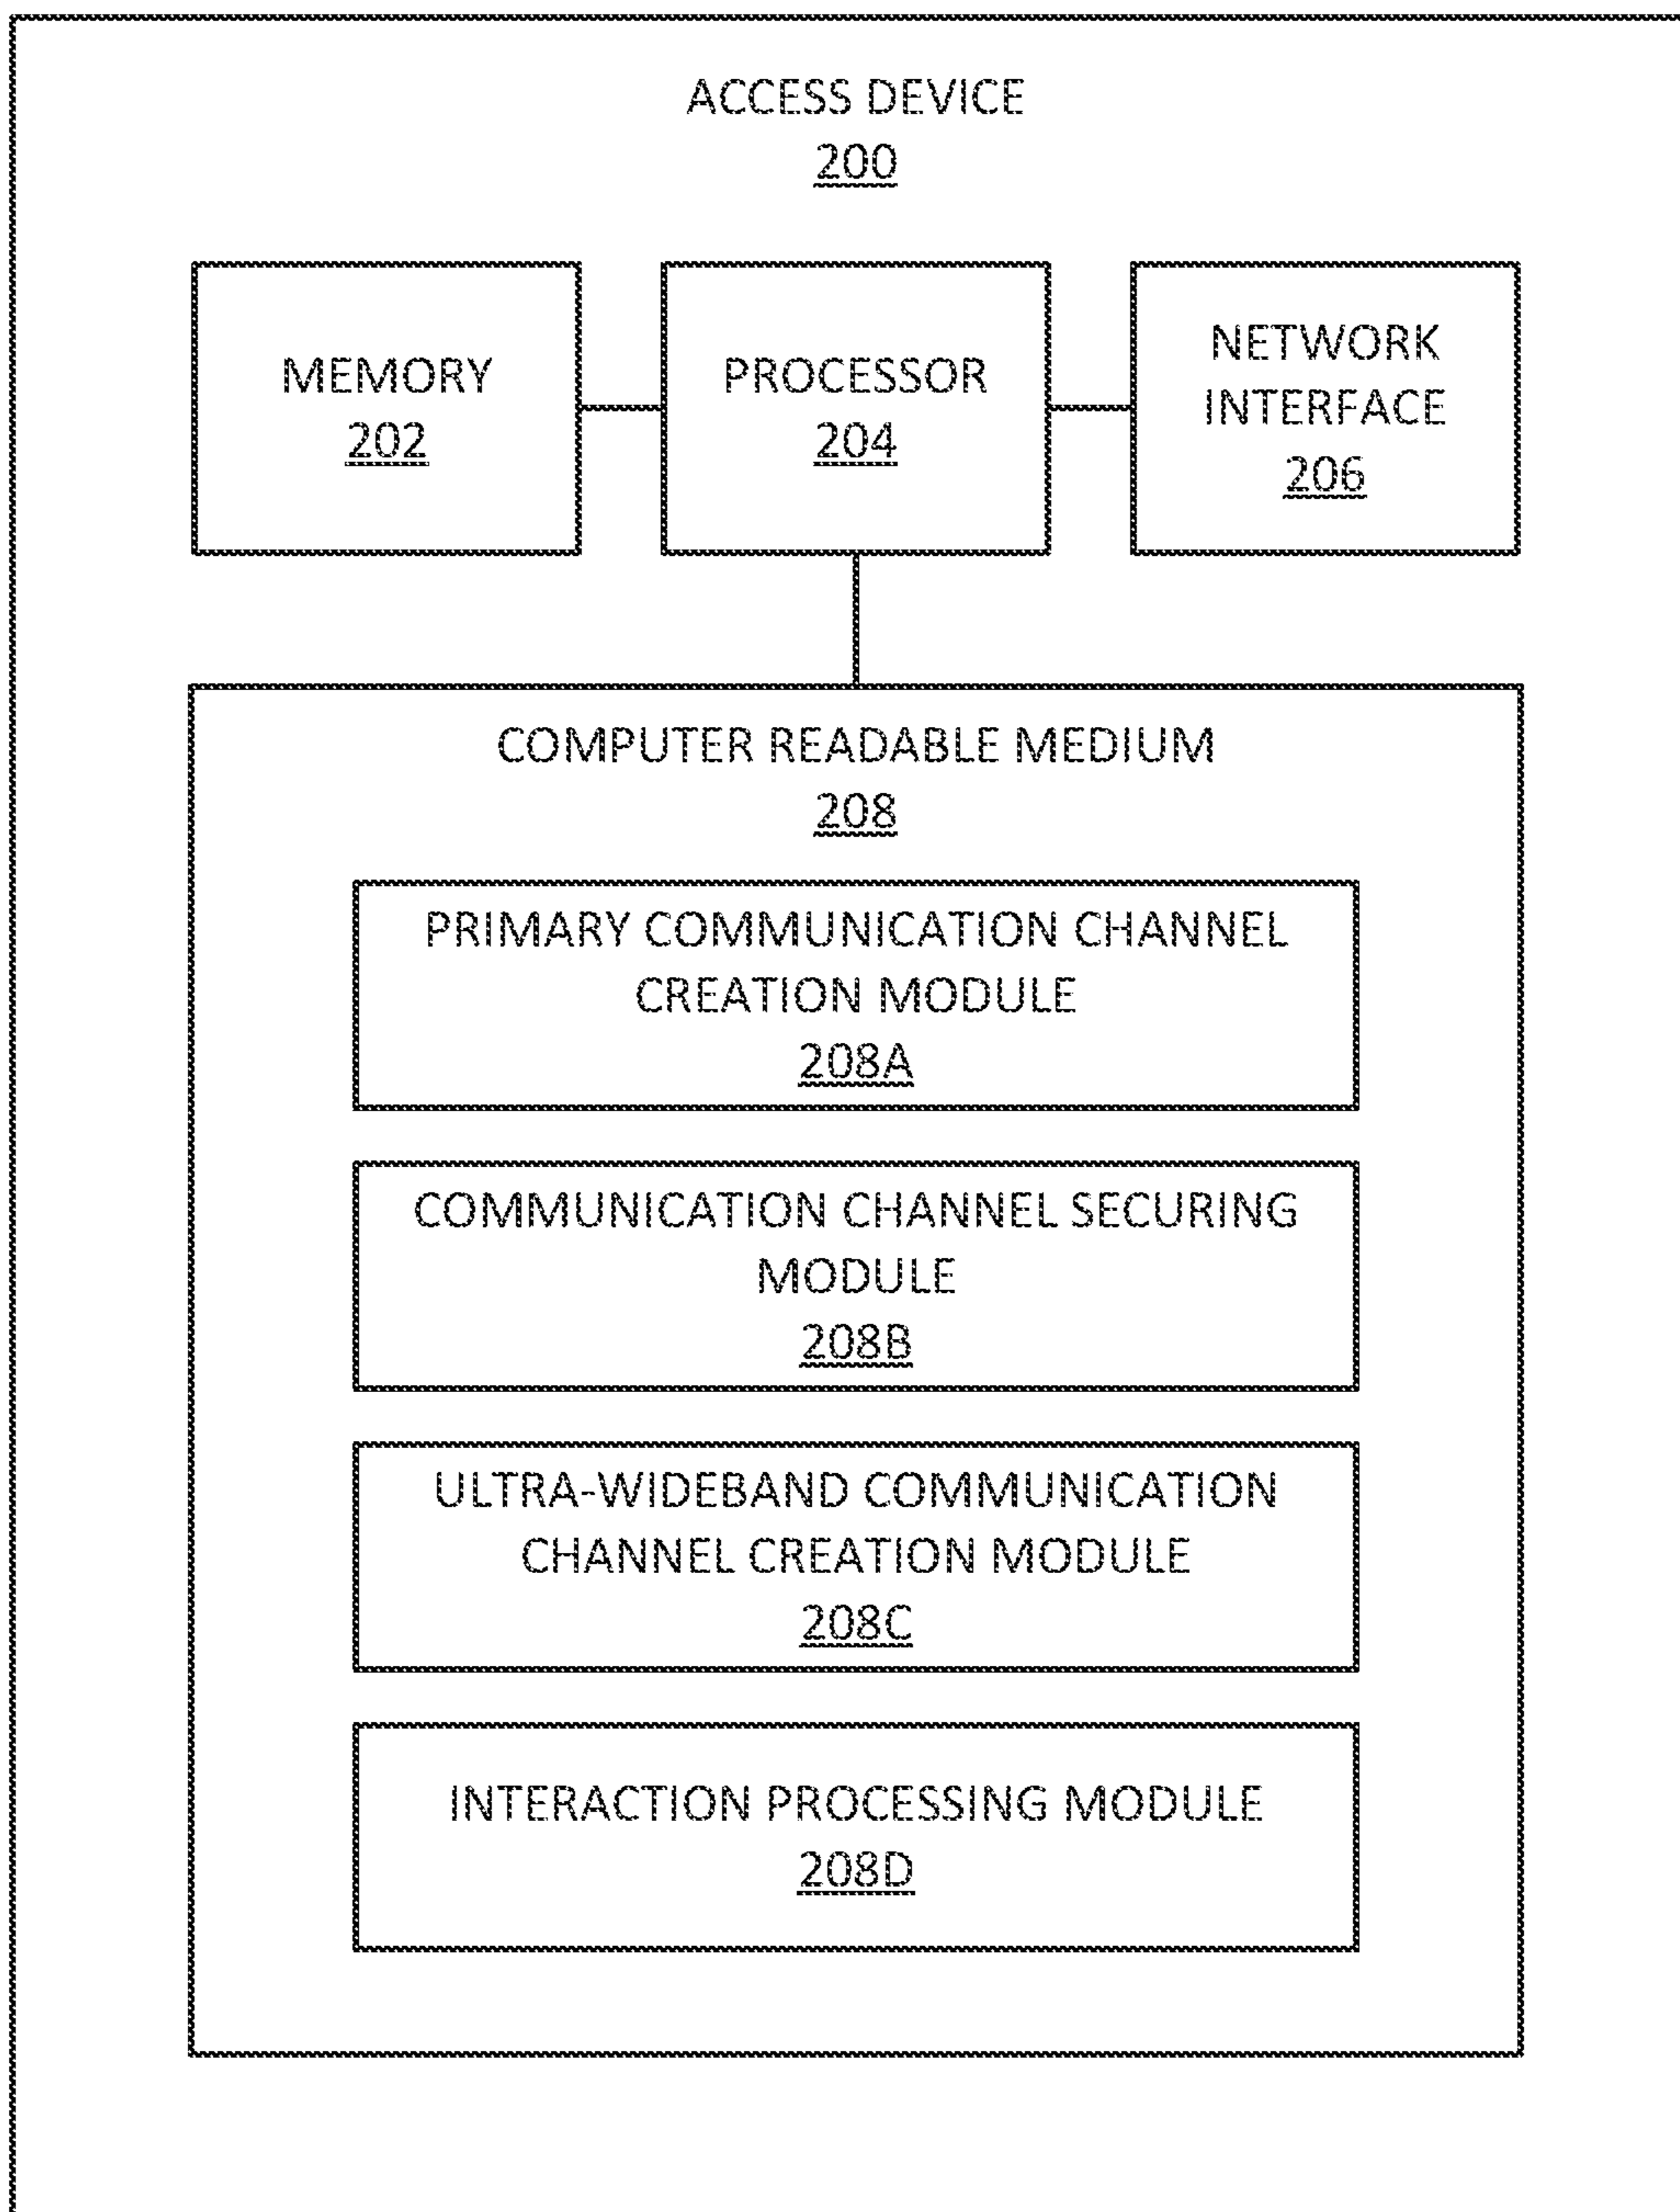 ACCESS DEVICE
200
MEMORY
202
PROCESSOR
204
NETWORK
INTERFACE
206
COMPUTER READABLE MEDIUM
208
PRIMARY COMMUNICATION CHANNEL
CREATION MODULE
208A
COMMUNICATION CHANNEL SECURING
MODULE
208B
ULTRA-WIDEBAND COMMUNICATION
CHANNEL CREATION MODULE
208C
INTERACTION PROCESSING MODULE
208D